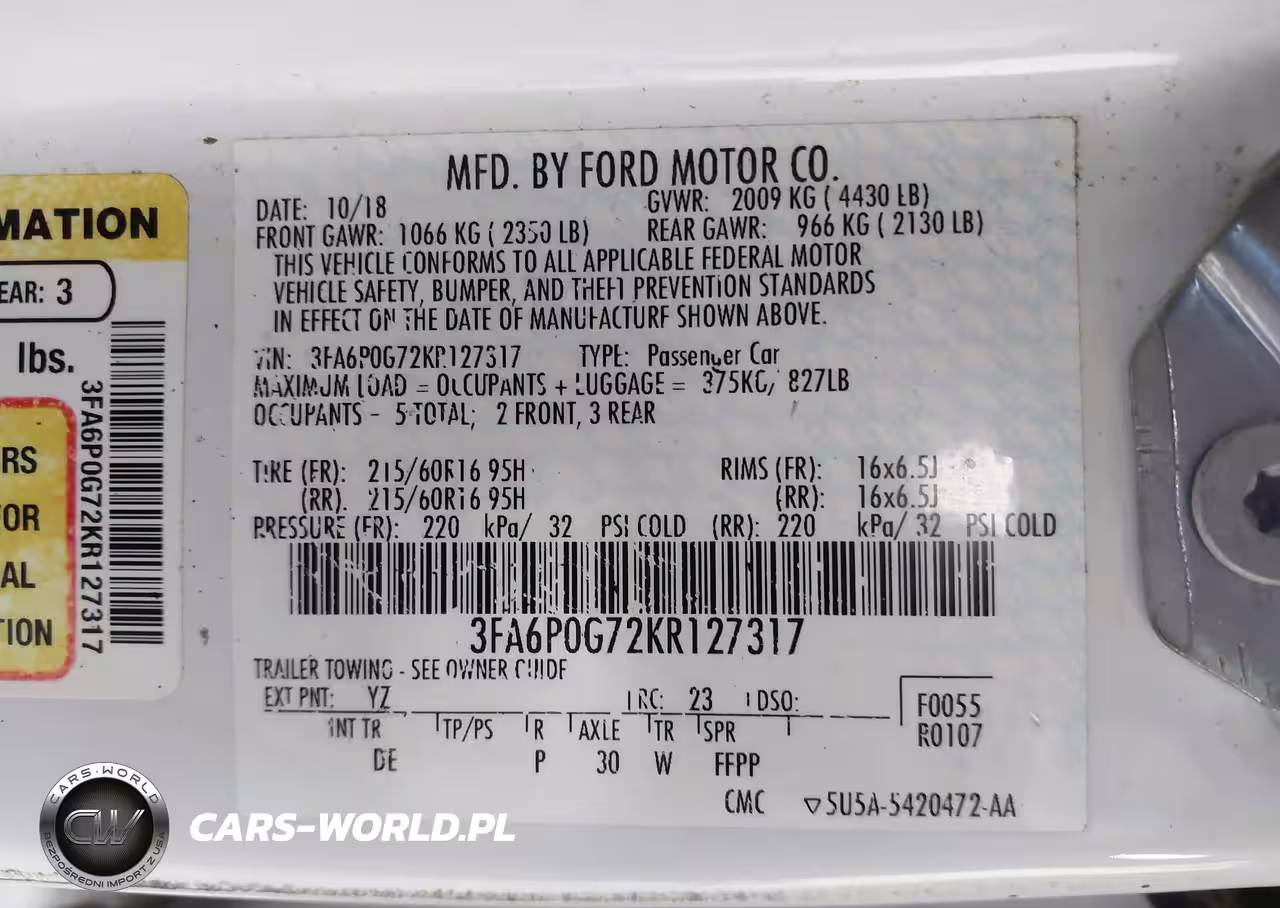 MATION
EAR: 3
lbs.
3FA6P0G72KR127317
RS
OR
AL
TION
MFD. BY FORD MOTOR CO.
DATE: 10/18 GVWR: 2009 KG ( 4430 LB)
FRONT GAWR: 1066 KG ( 2350 LB) REAR GAWR: 966 KG ( 2130 LB)
THIS VEHICLE CONFORMS TO ALL APPLICABLE FEDERAL MOTOR
VEHICLE SAFETY, BUMPER, AND THEFT PREVENTION STANDARDS
IN EFFECT ON THE DATE OF MANUFACTURE SHOWN ABOVE.
VIN: 3FA6P0G72KR127317 TYPE: Passenger Car
MAXIMUM LOAD = OCCUPANTS + LUGGAGE = 375KG/ 827LB
OCCUPANTS - 5 TOTAL; 2 FRONT, 3 REAR
TIRE (FR): 215/60R16 95H RIMS (FR): 16x6.5J
(RR): 215/60R16 95H (RR): 16x6.5J
PRESSURE (FR): 220 kPa/ 32 PSI COLD (RR): 220 kPa/ 32 PSI COLD
3FA6P0G72KR127317
TRAILER TOWING - SEE OWNER GUIDE
EXT PNT: YZ RC: 23 DSO:
INT TR TP/PS R AXLE TR SPR
DE P 30 W FFPP
F0055
R0107
CMC ▽5U5A-5420472-AA
CARS-WORLD
CW
BEZPOŚREDNI IMPORT Z USA
CARS-WORLD.PL